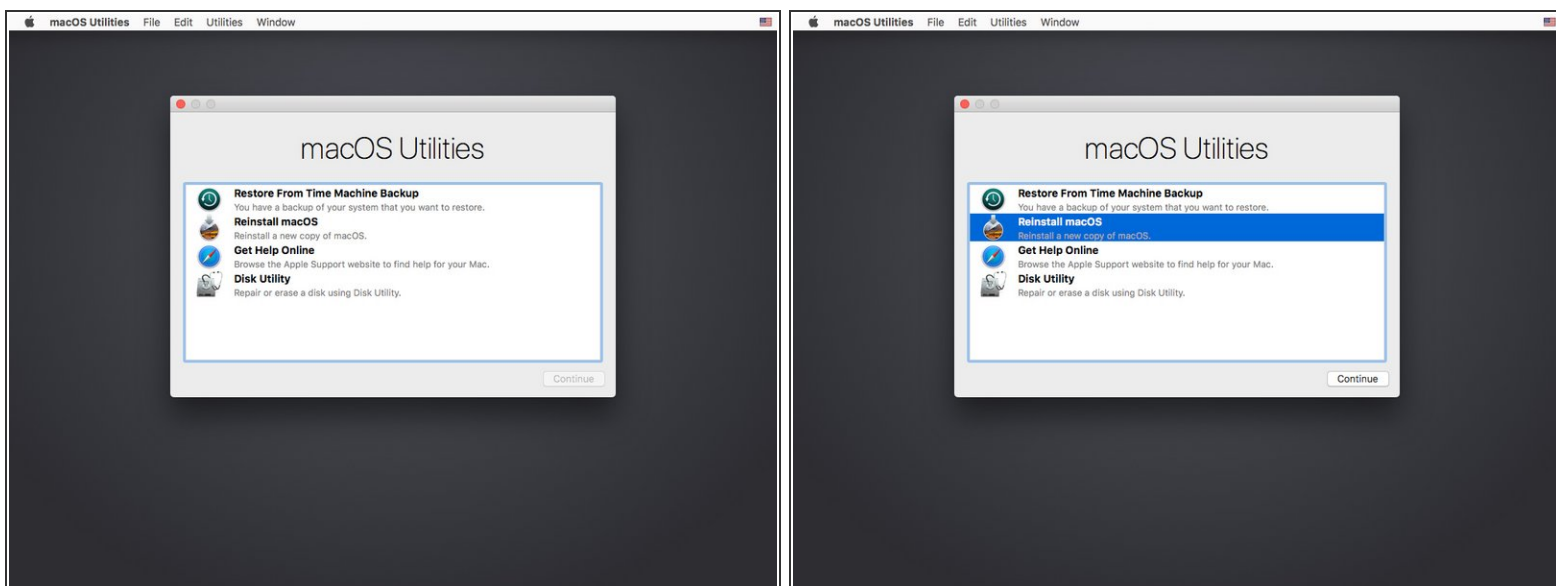 macOS Utilities File Edit Utilities Window
macOS Utilities
Restore From Time Machine Backup
You have a backup of your system that you want to restore.
Reinstall macOS
Reinstall a new copy of macOS.
Get Help Online
Browse the Apple Support website to find help for your Mac.
Disk Utility
Repair or erase a disk using Disk Utility.
Continue
macOS Utilities File Edit Utilities Window
macOS Utilities
Restore From Time Machine Backup
You have a backup of your system that you want to restore.
Reinstall macOS
Reinstall a new copy of macOS.
Get Help Online
Browse the Apple Support website to find help for your Mac.
Disk Utility
Repair or erase a disk using Disk Utility.
Continue